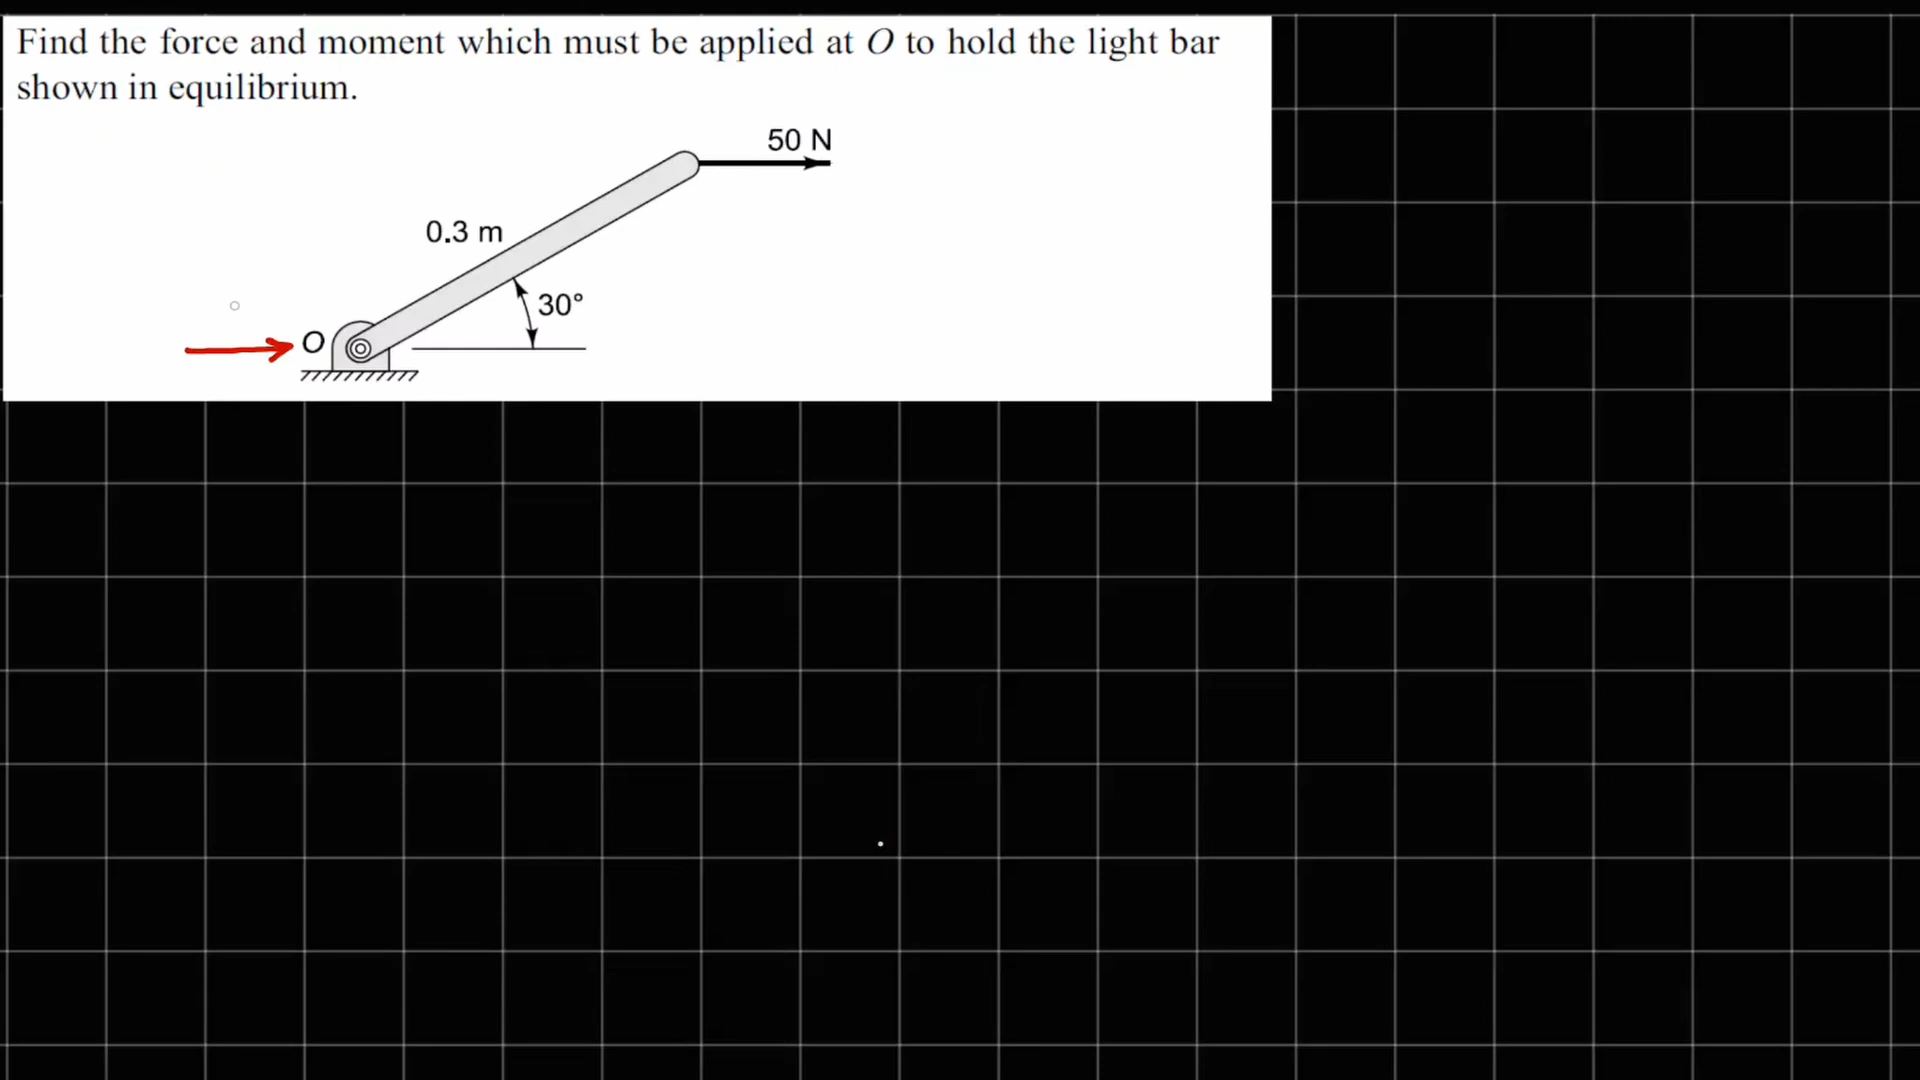 Find the force and moment which must be applied at O to hold the light bar
shown in equilibrium.
50 N
0.3 m
30°
O